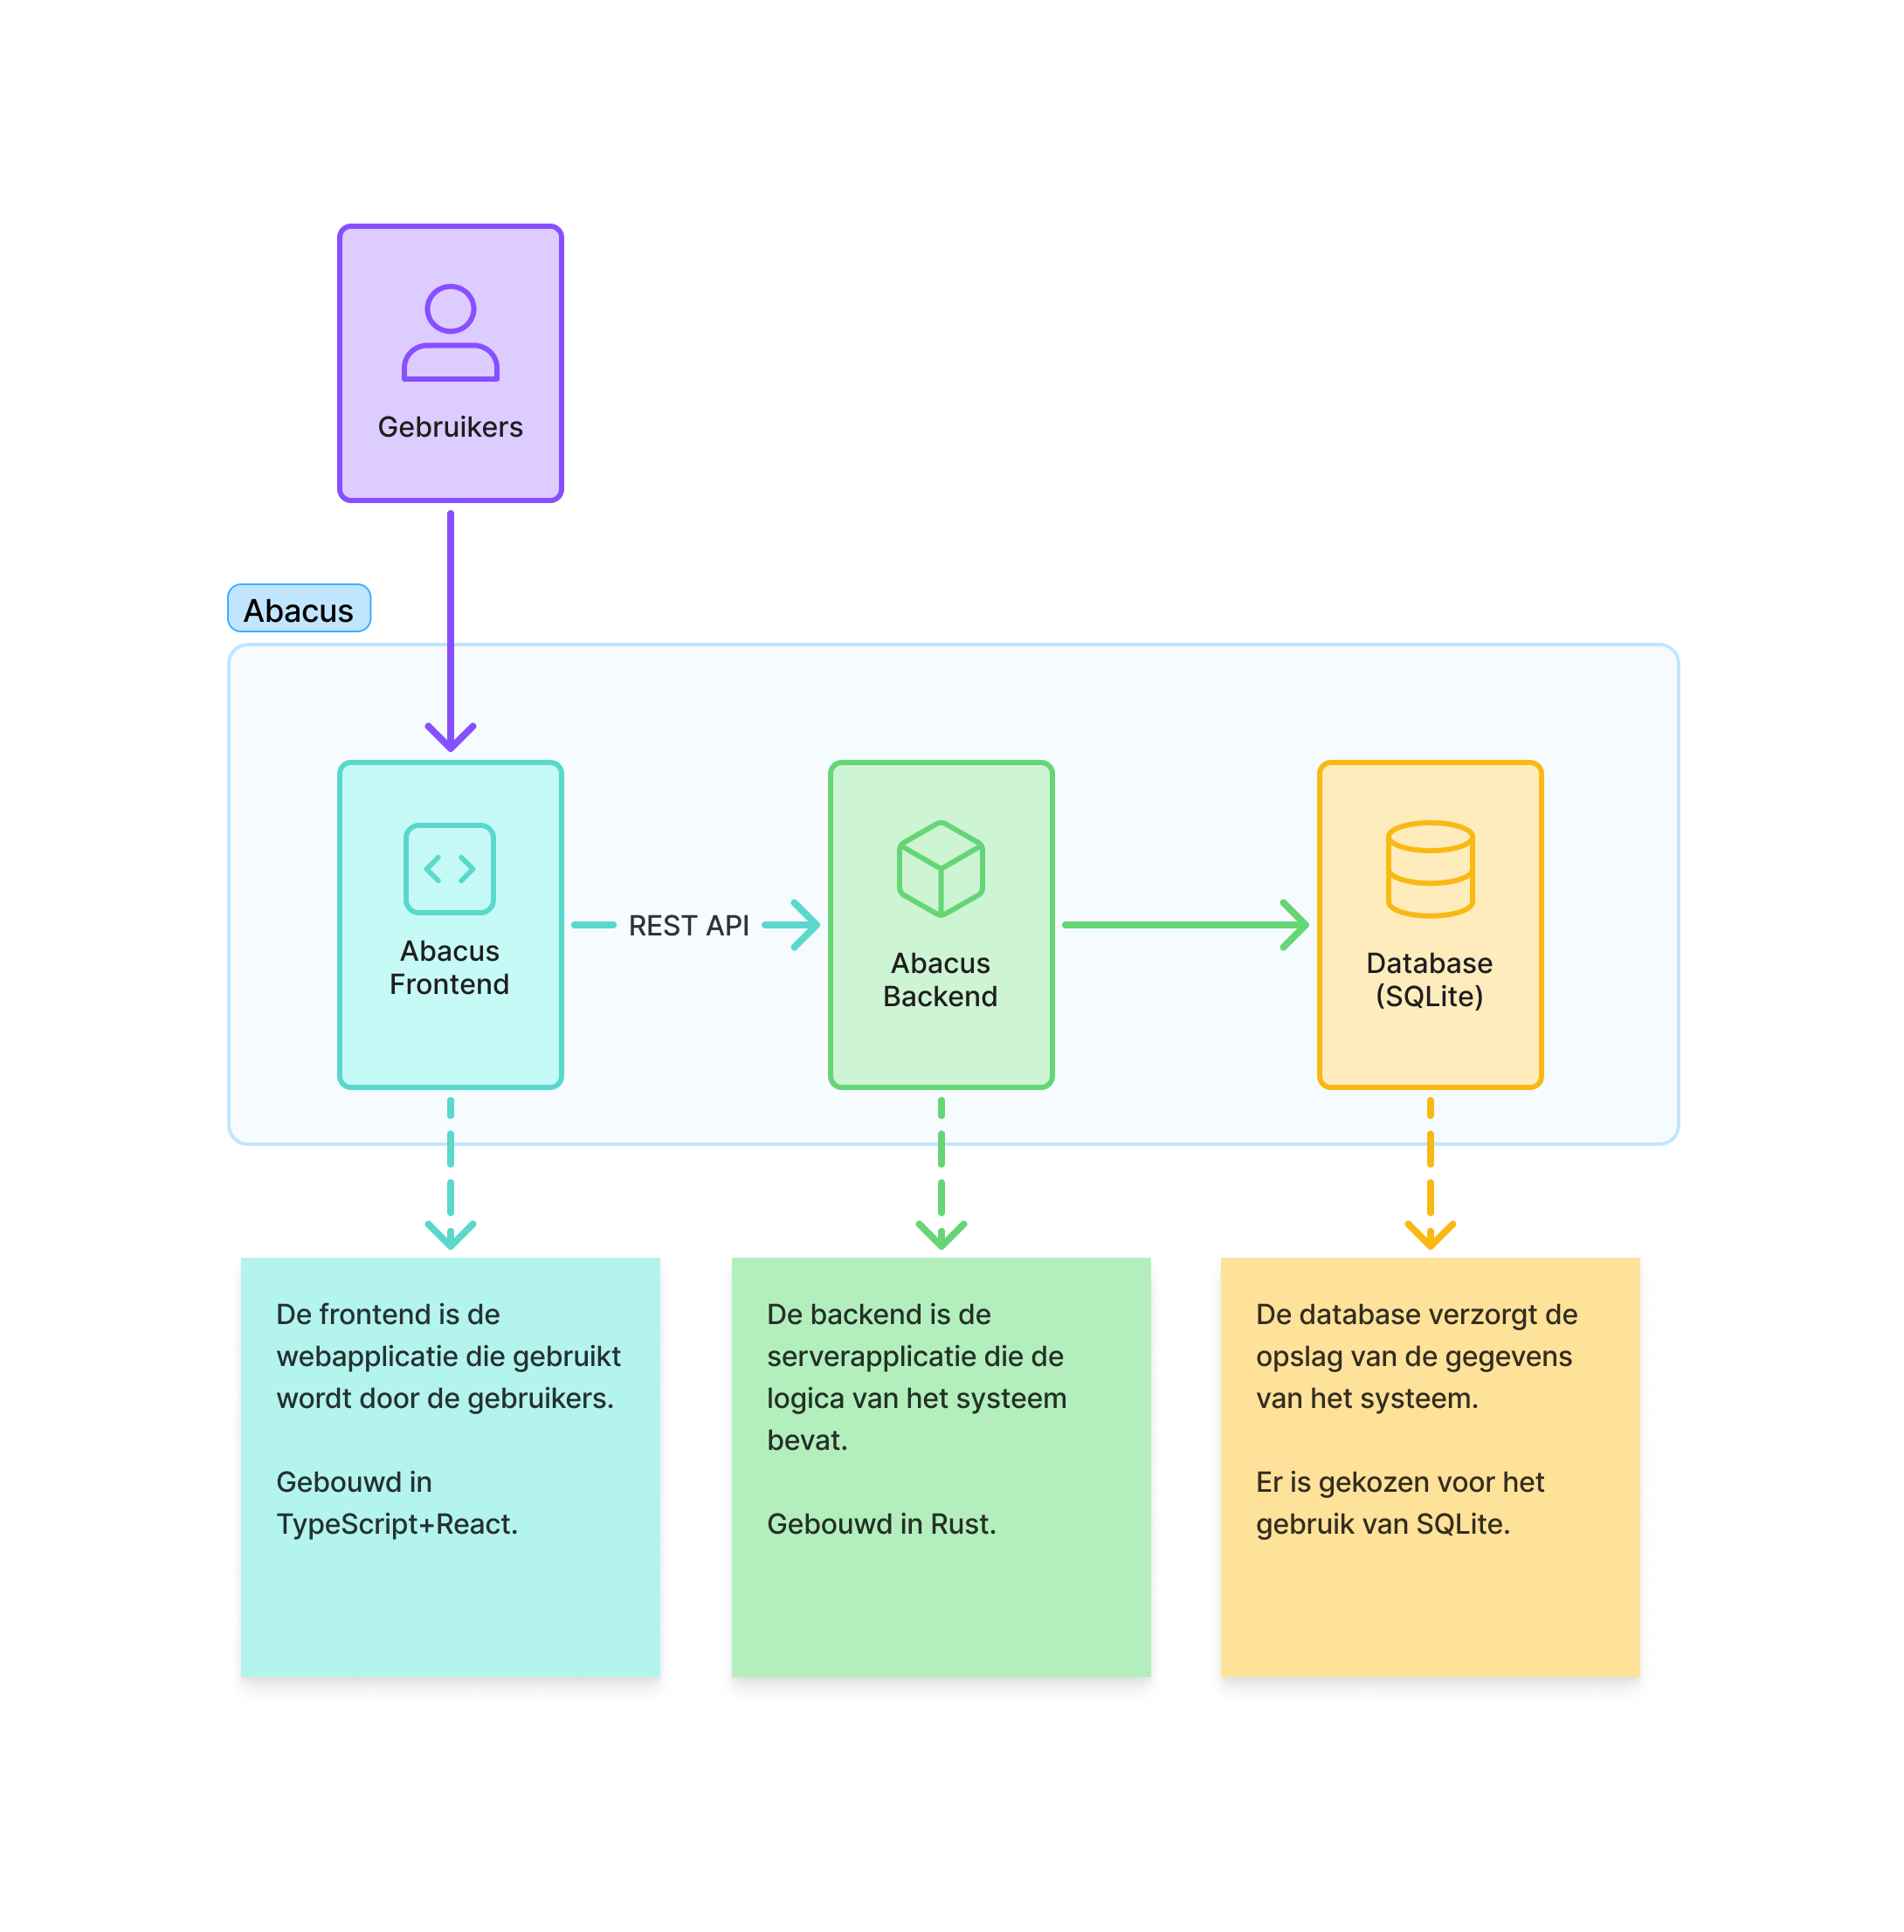 Gebruikers
Abacus
Abacus
Frontend
REST API
Abacus
Backend
Database
(SQLite)
De frontend is de
webapplicatie die gebruikt
wordt door de gebruikers.
Gebouwd in
TypeScript+React.
De backend is de
serverapplicatie die de
logica van het systeem
bevat.
Gebouwd in Rust.
De database verzorgt de
opslag van de gegevens
van het systeem.
Er is gekozen voor het
gebruik van SQLite.